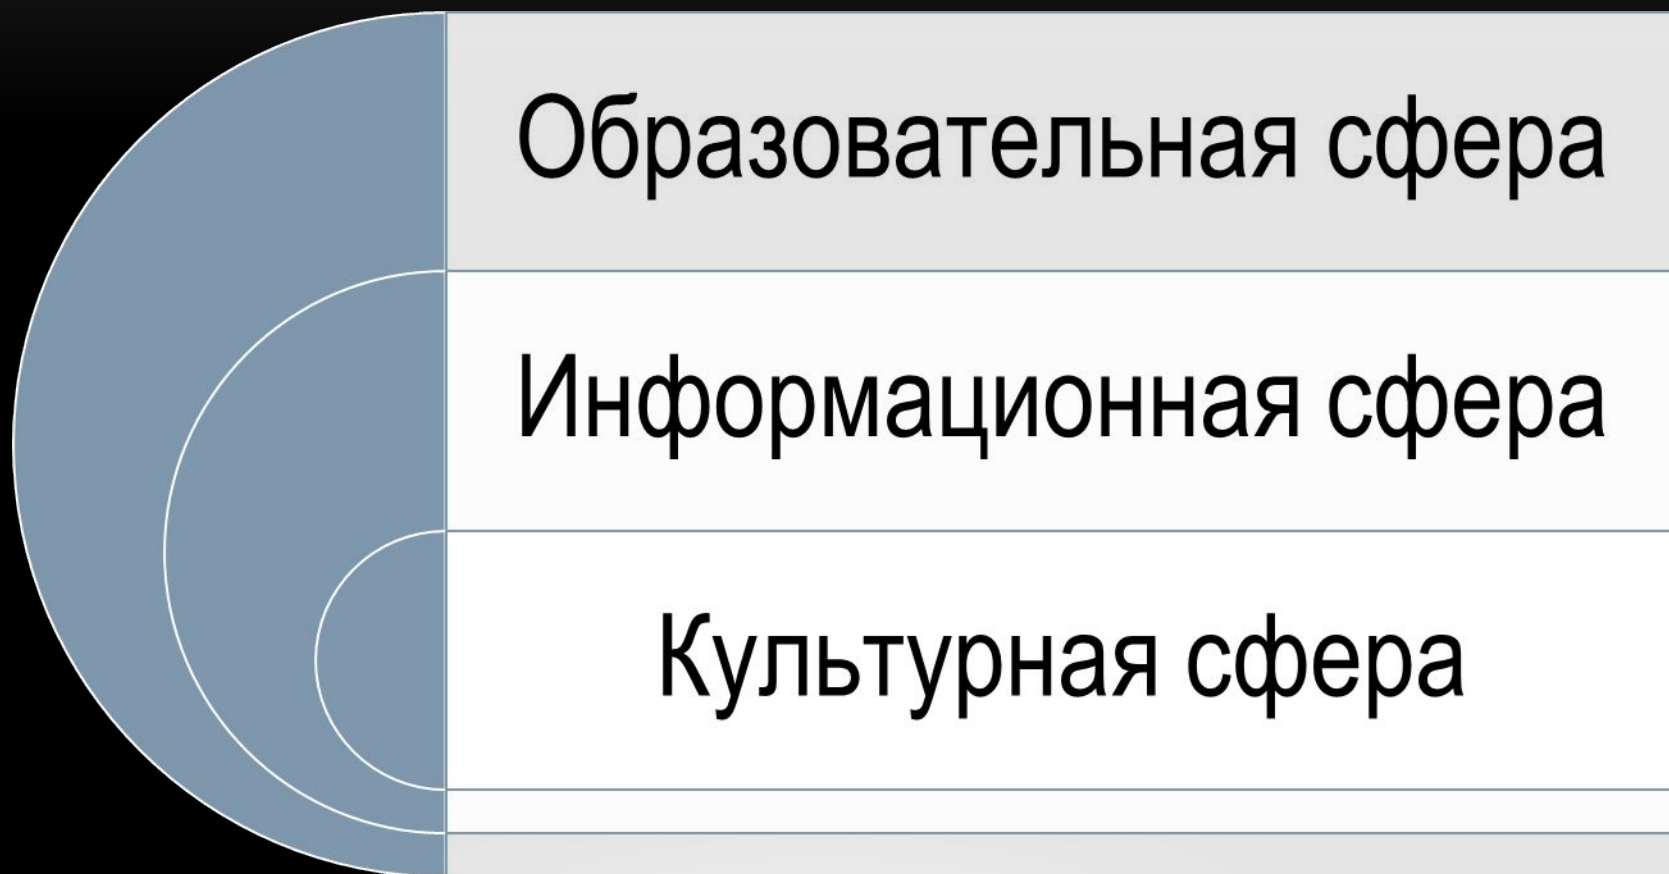 Образовательная сфера
Информационная сфера
Культурная сфера